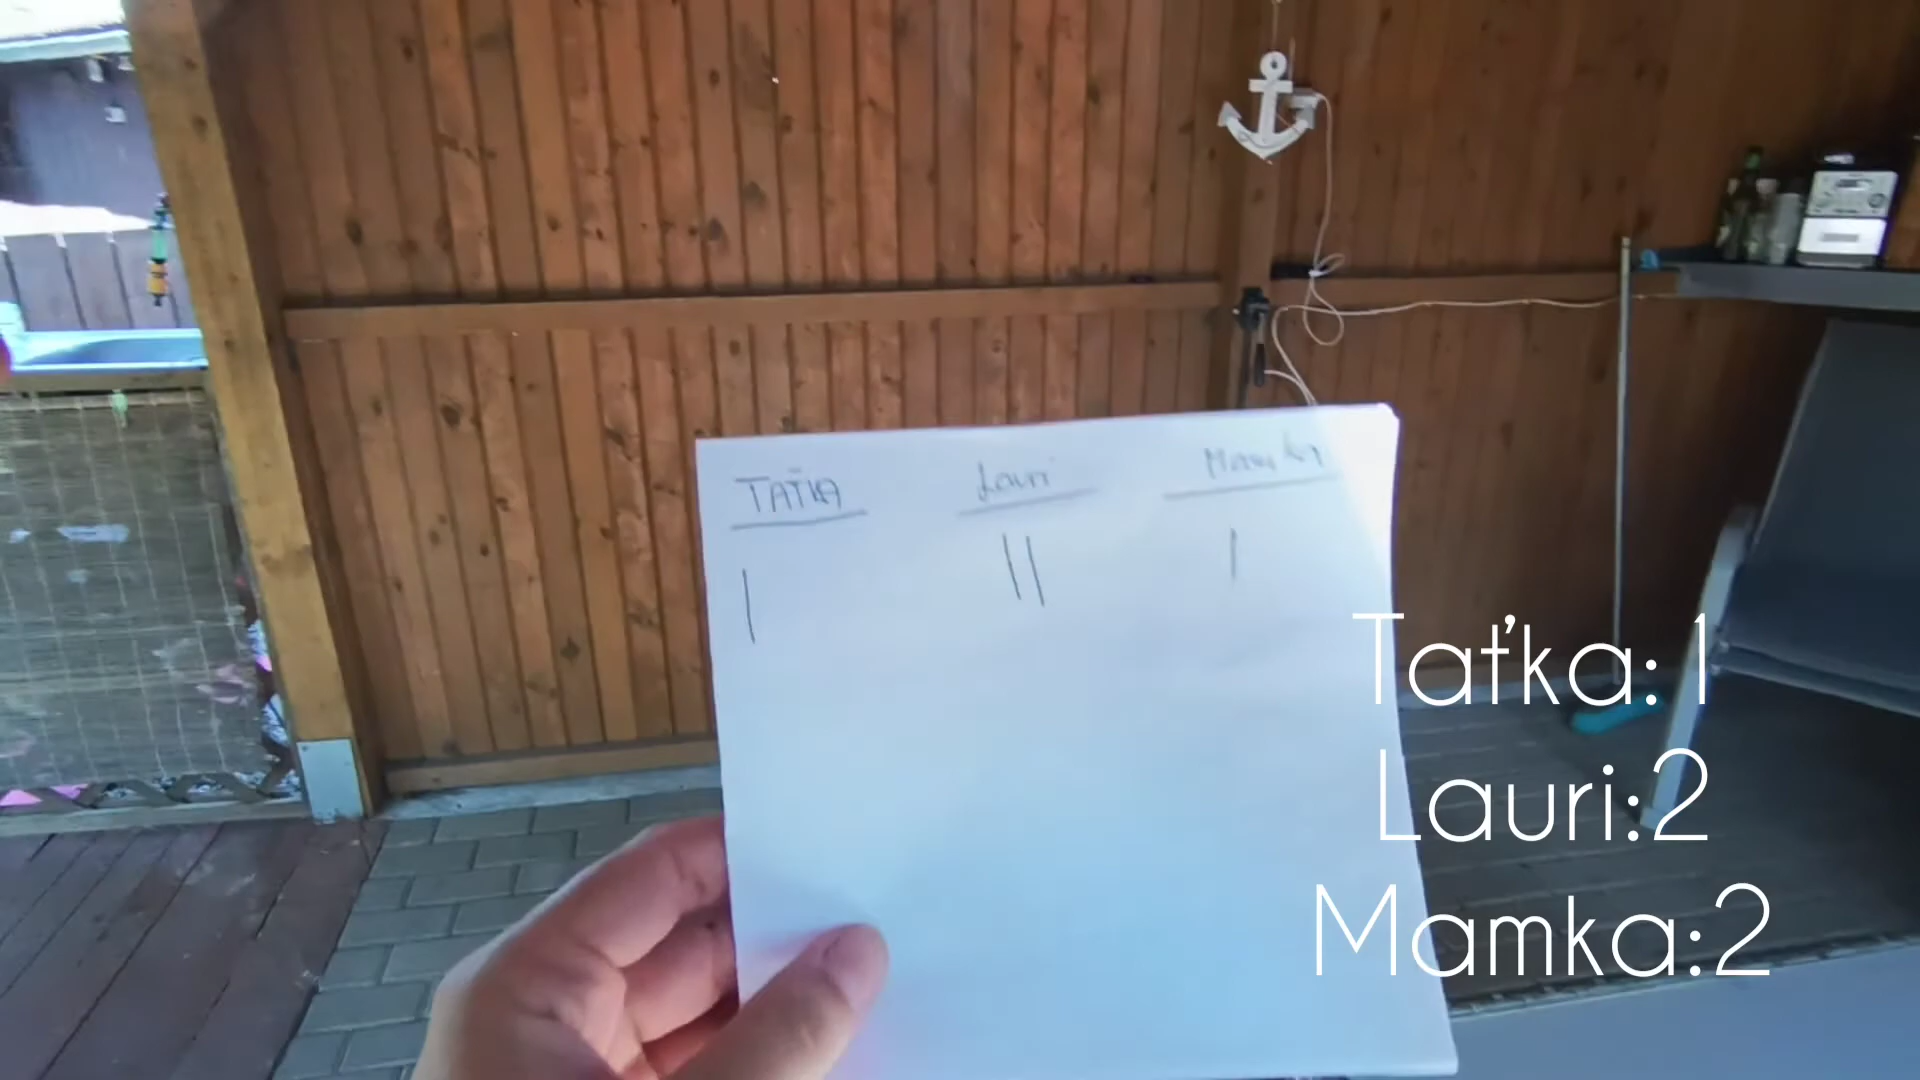 TAŤKA Lauri Mamka
| || |
Taťka: 1
Lauri:2
Mamka:2